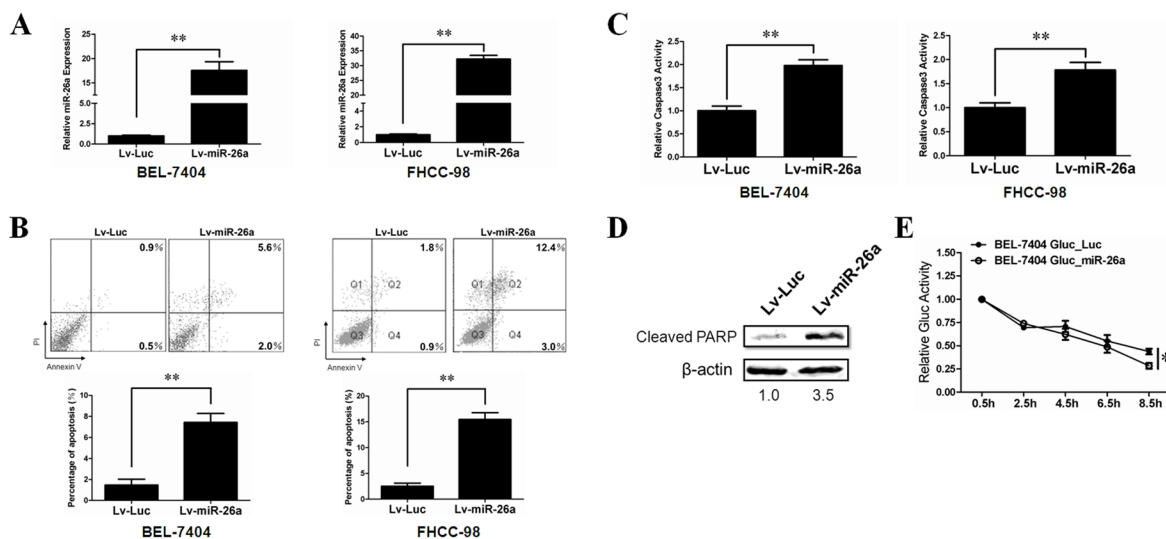 A
Relative miR-26a Expression
25
20
15
10
5.0
2.5
0.0
**
Lv-Luc Lv-miR-26a
BEL-7404
Relative miR-26a Expression
40
35
30
25
20
15
10
4
2
0
**
Lv-Luc Lv-miR-26a
FHCC-98
C
Relative Caspase3 Activity
2.5
2.0
1.5
1.0
0.5
0.0
**
Lv-Luc Lv-miR-26a
BEL-7404
Relative Caspase3 Activity
2.5
2.0
1.5
1.0
0.5
0.0
**
Lv-Luc Lv-miR-26a
FHCC-98
B
Lv-Luc Lv-miR-26a
0.9% 5.6%
0.5% 2.0%
PI
Annexin V
Lv-Luc Lv-miR-26a
1.8% 12.4%
Q1 Q2 Q1 Q2
Q3 Q4 Q3 Q4
0.9% 3.0%
PI
Annexin V
Percentage of apoptosis (%)
10
8
6
4
2
0
**
Lv-Luc Lv-miR-26a
BEL-7404
Percentage of apoptosis (%)
20
15
10
5
0
**
Lv-Luc Lv-miR-26a
FHCC-98
D
Lv-Luc Lv-miR-26a
Cleaved PARP
β-actin
1.0 3.5
E
BEL-7404 Gluc_Luc
BEL-7404 Gluc_miR-26a
Relative Gluc Activity
1.50
1.25
1.00
0.75
0.50
0.25
0.00
*
0.5h 2.5h 4.5h 6.5h 8.5h